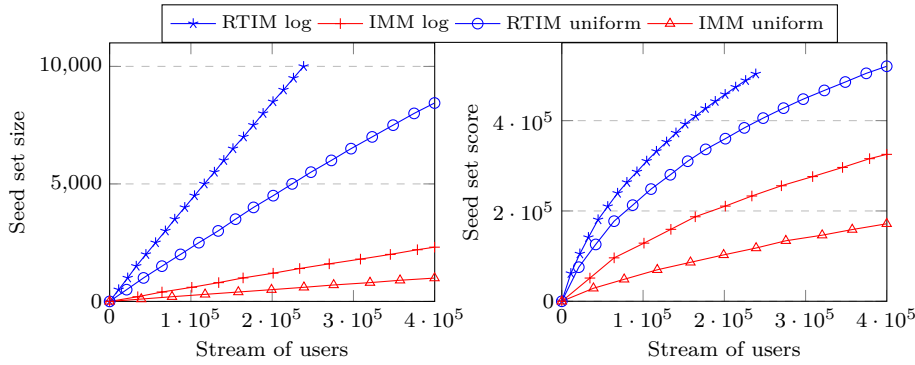 RTIM log IMM log RTIM uniform IMM uniform
10,000
5,000
0
Seed set size
0 1 · 10^5 2 · 10^5 3 · 10^5 4 · 10^5
Stream of users
4 · 10^5
2 · 10^5
0
Seed set score
0 1 · 10^5 2 · 10^5 3 · 10^5 4 · 10^5
Stream of users